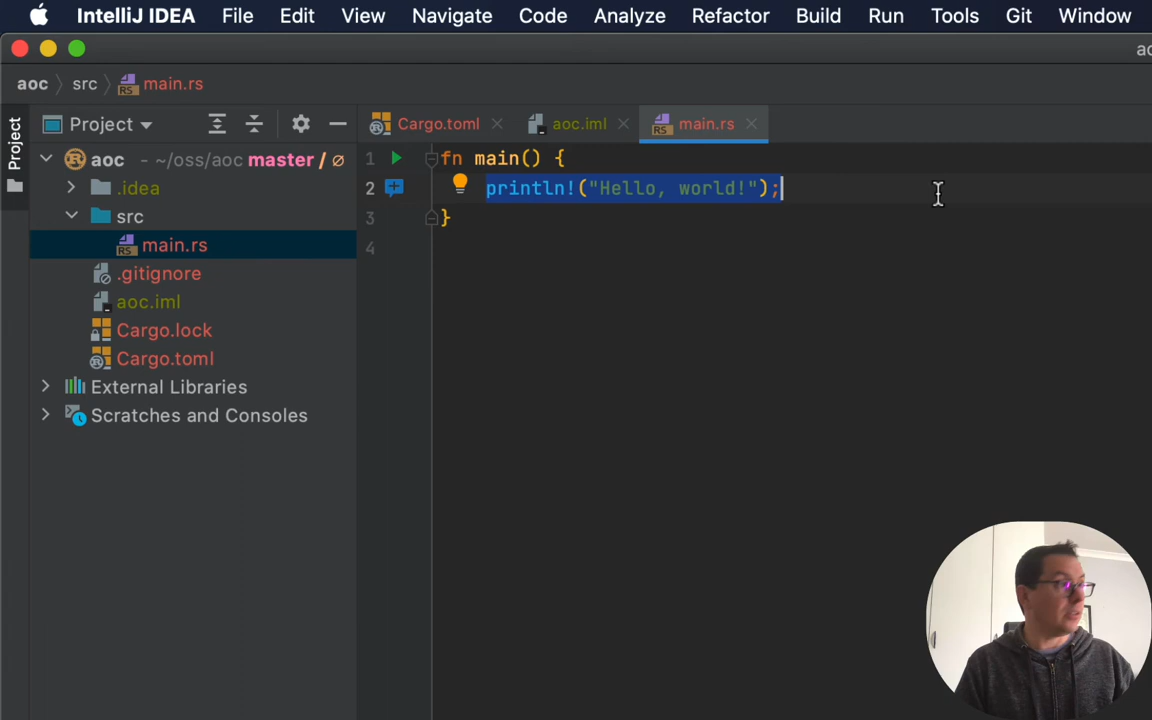 IntelliJ IDEA File Edit View Navigate Code Analyze Refactor Build Run Tools Git Window
aoc src main.rs
Project
Project
Cargo.toml aoc.iml main.rs
aoc - ~/oss/aoc master / ∅
.idea
src
main.rs
.gitignore
aoc.iml
Cargo.lock
Cargo.toml
External Libraries
Scratches and Consoles
1 fn main() {
2 println!("Hello, world!");
3 }
4